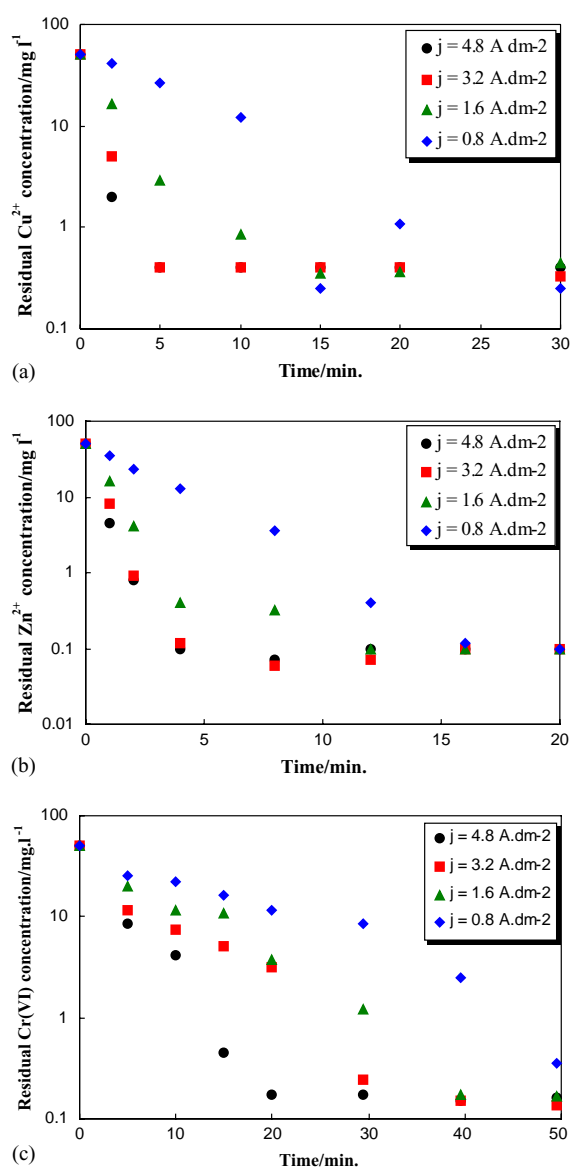 100
10
1
0.1
Residual Cu2+ concentration/mg l-1
j = 4.8 A.dm-2
j = 3.2 A.dm-2
j = 1.6 A.dm-2
j = 0.8 A.dm-2
0 5 10 15 20 25 30
Time/min.
(a)
100
10
1
0.1
0.01
Residual Zn2+ concentration/mg l-1
j = 4.8 A.dm-2
j = 3.2 A.dm-2
j = 1.6 A.dm-2
j = 0.8 A.dm-2
0 5 10 15 20
Time/min.
(b)
100
10
1
0.1
Residual Cr(VI) concentration/mg.l-1
j = 4.8 A.dm-2
j = 3.2 A.dm-2
j = 1.6 A.dm-2
j = 0.8 A.dm-2
0 10 20 30 40 50
Time/min.
(c)